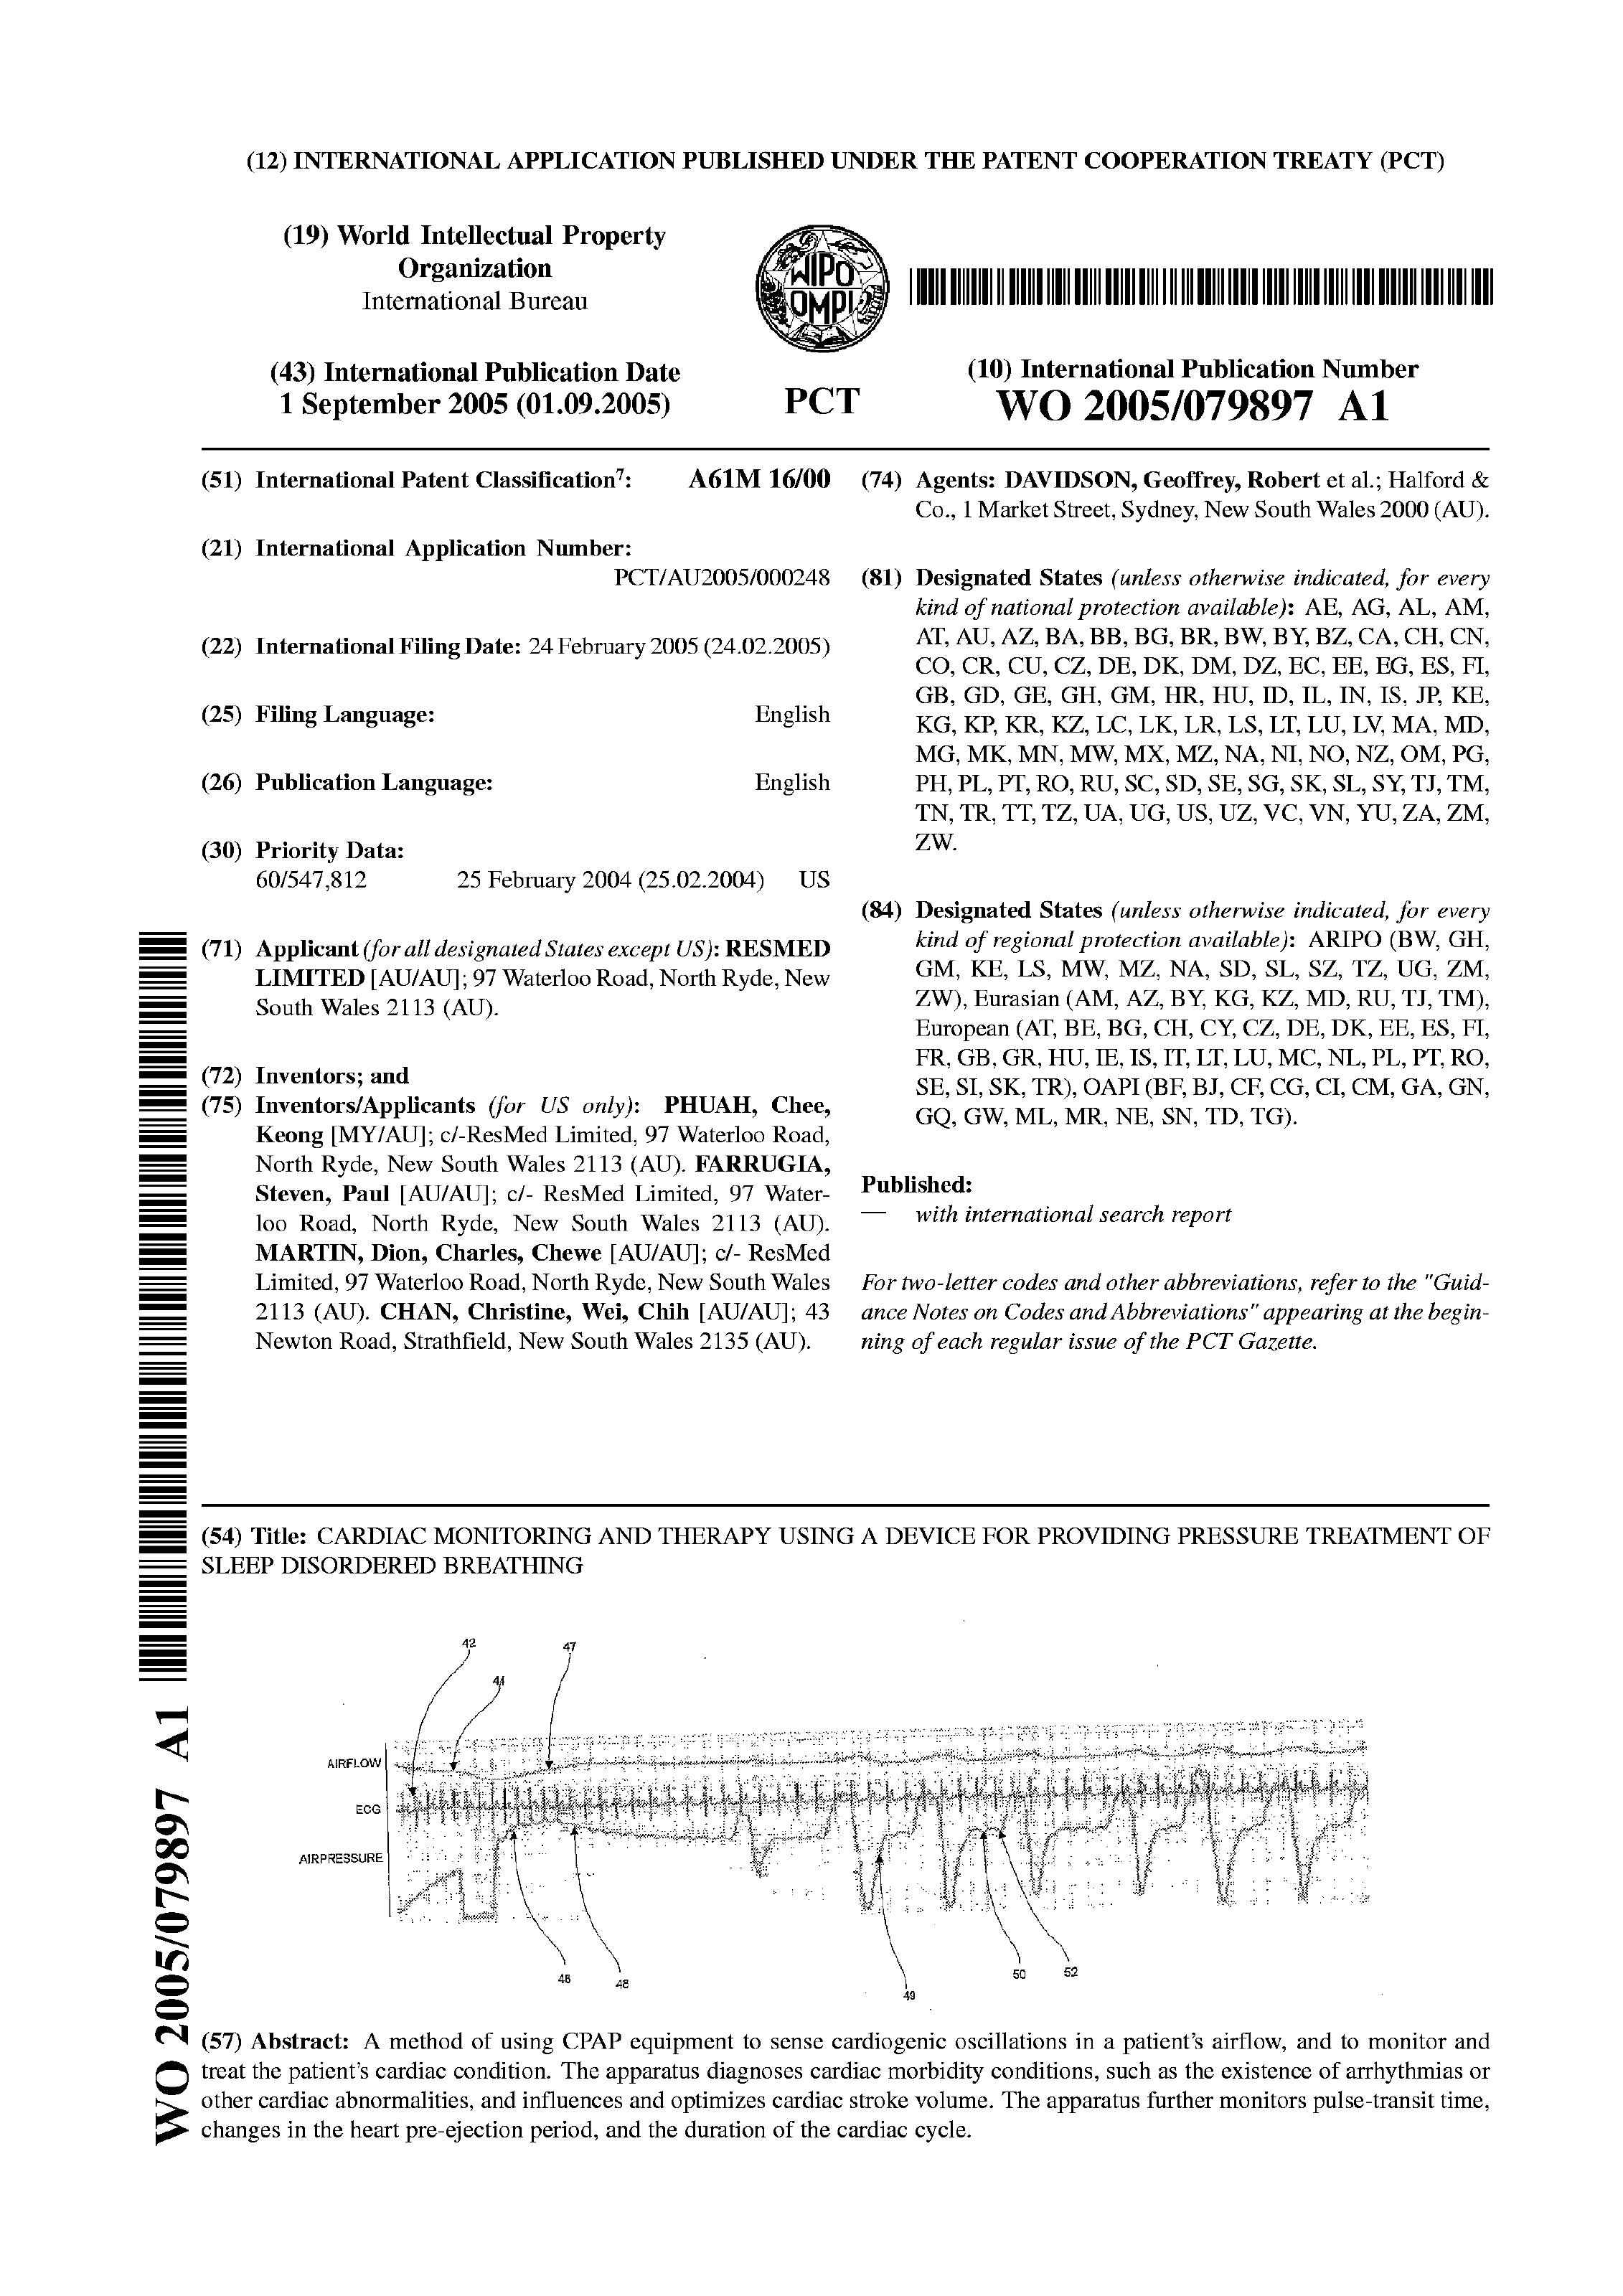 (12) INTERNATIONAL APPLICATION PUBLISHED UNDER THE PATENT COOPERATION TREATY (PCT)
(19) World Intellectual Property
Organization
International Bureau
WIPO
OMPI
(43) International Publication Date
1 September 2005 (01.09.2005)
PCT
(10) International Publication Number
WO 2005/079897 A1
(51) International Patent Classification7: A61M 16/00
(21) International Application Number:
PCT/AU2005/000248
(22) International Filing Date: 24 February 2005 (24.02.2005)
(25) Filing Language: English
(26) Publication Language: English
(30) Priority Data:
60/547,812 25 February 2004 (25.02.2004) US
(71) Applicant (for all designated States except US): RESMED
LIMITED [AU/AU]; 97 Waterloo Road, North Ryde, New
South Wales 2113 (AU).
(72) Inventors; and
(75) Inventors/Applicants (for US only): PHUAH, Chee,
Keong [MY/AU]; c/-ResMed Limited, 97 Waterloo Road,
North Ryde, New South Wales 2113 (AU). FARRUGIA,
Steven, Paul [AU/AU]; c/- ResMed Limited, 97 Water-
loo Road, North Ryde, New South Wales 2113 (AU).
MARTIN, Dion, Charles, Chewe [AU/AU]; c/- ResMed
Limited, 97 Waterloo Road, North Ryde, New South Wales
2113 (AU). CHAN, Christine, Wei, Chih [AU/AU]; 43
Newton Road, Strathfield, New South Wales 2135 (AU).
(74) Agents: DAVIDSON, Geoffrey, Robert et al.; Halford &
Co., 1 Market Street, Sydney, New South Wales 2000 (AU).
(81) Designated States (unless otherwise indicated, for every
kind of national protection available): AE, AG, AL, AM,
AT, AU, AZ, BA, BB, BG, BR, BW, BY, BZ, CA, CH, CN,
CO, CR, CU, CZ, DE, DK, DM, DZ, EC, EE, EG, ES, FI,
GB, GD, GE, GH, GM, HR, HU, ID, IL, IN, IS, JP, KE,
KG, KP, KR, KZ, LC, LK, LR, LS, LT, LU, LV, MA, MD,
MG, MK, MN, MW, MX, MZ, NA, NI, NO, NZ, OM, PG,
PH, PL, PT, RO, RU, SC, SD, SE, SG, SK, SL, SY, TJ, TM,
TN, TR, TT, TZ, UA, UG, US, UZ, VC, VN, YU, ZA, ZM,
ZW.
(84) Designated States (unless otherwise indicated, for every
kind of regional protection available): ARIPO (BW, GH,
GM, KE, LS, MW, MZ, NA, SD, SL, SZ, TZ, UG, ZM,
ZW), Eurasian (AM, AZ, BY, KG, KZ, MD, RU, TJ, TM),
European (AT, BE, BG, CH, CY, CZ, DE, DK, EE, ES, FI,
FR, GB, GR, HU, IE, IS, IT, LT, LU, MC, NL, PL, PT, RO,
SE, SI, SK, TR), OAPI (BF, BJ, CF, CG, CI, CM, GA, GN,
GQ, GW, ML, MR, NE, SN, TD, TG).
Published:
— with international search report
For two-letter codes and other abbreviations, refer to the "Guid-
ance Notes on Codes and Abbreviations" appearing at the begin-
ning of each regular issue of the PCT Gazette.
(54) Title: CARDIAC MONITORING AND THERAPY USING A DEVICE FOR PROVIDING PRESSURE TREATMENT OF
SLEEP DISORDERED BREATHING
42
47
44
AIRFLOW
ECG
AIRPRESSURE
46
48
49
50
52
(57) Abstract: A method of using CPAP equipment to sense cardiogenic oscillations in a patient's airflow, and to monitor and
treat the patient's cardiac condition. The apparatus diagnoses cardiac morbidity conditions, such as the existence of arrhythmias or
other cardiac abnormalities, and influences and optimizes cardiac stroke volume. The apparatus further monitors pulse-transit time,
changes in the heart pre-ejection period, and the duration of the cardiac cycle.
WO 2005/079897 A1